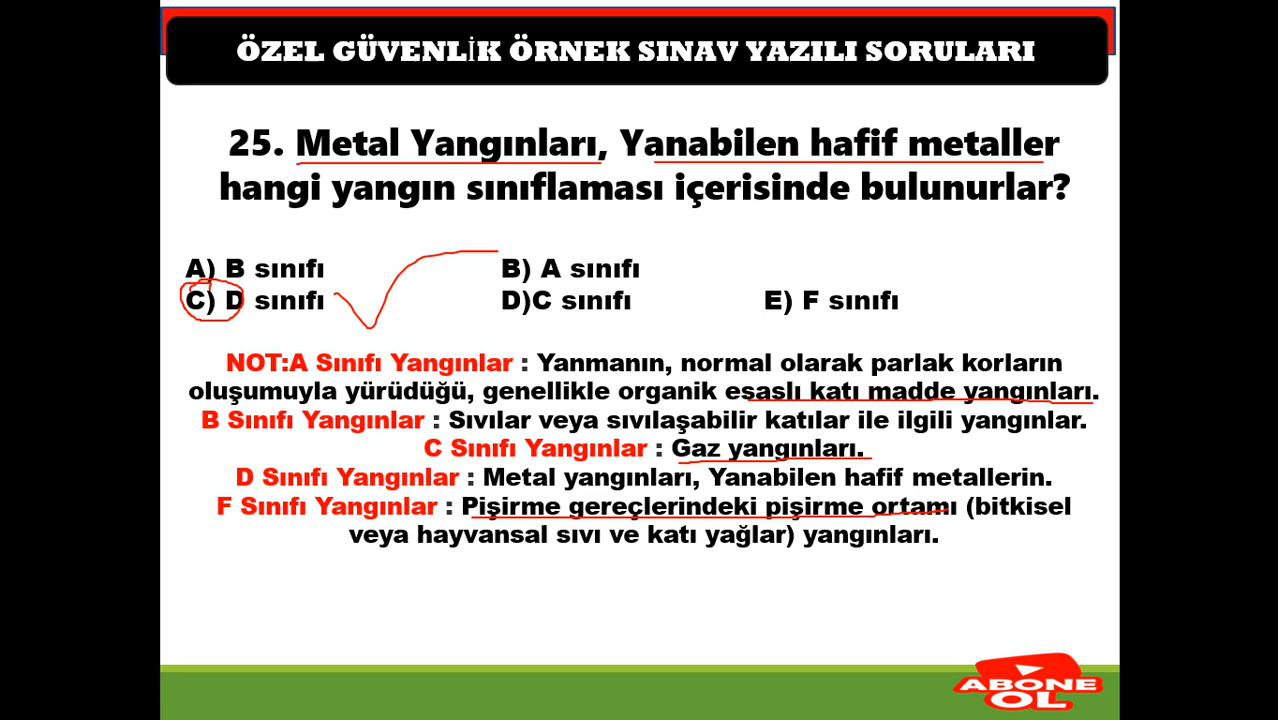 ÖZEL GÜVENLİK ÖRNEK SINAV YAZILI SORULARI
25. Metal Yangınları, Yanabilen hafif metaller
hangi yangın sınıflaması içerisinde bulunurlar?
A) B sınıfı B) A sınıfı
C) D sınıfı D)C sınıfı E) F sınıfı
NOT:A Sınıfı Yangınlar : Yanmanın, normal olarak parlak korların
oluşumuyla yürüdüğü, genellikle organik esaslı katı madde yangınları.
B Sınıfı Yangınlar : Sıvılar veya sıvılaşabilir katılar ile ilgili yangınlar.
C Sınıfı Yangınlar : Gaz yangınları.
D Sınıfı Yangınlar : Metal yangınları, Yanabilen hafif metallerin.
F Sınıfı Yangınlar : Pişirme gereçlerindeki pişirme ortamı (bitkisel
veya hayvansal sıvı ve katı yağlar) yangınları.
ABONE
OL